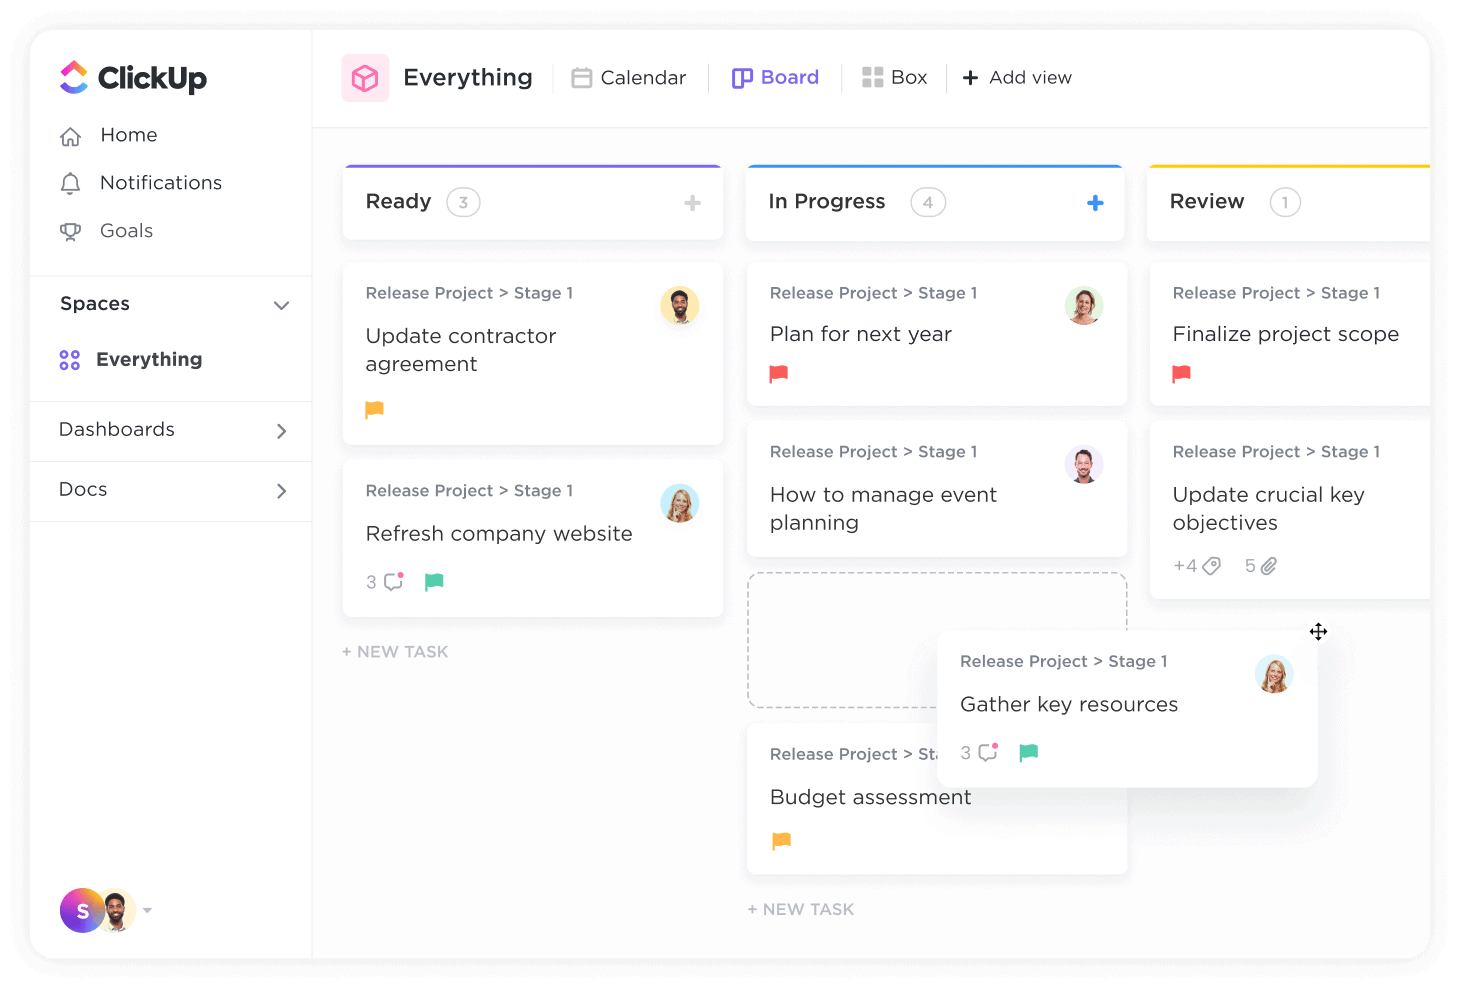 ClickUp
Home
Notifications
Goals
Spaces
Everything
Dashboards
Docs
S
Everything
Calendar
Board
Box
+ Add view
Ready 3 +
Release Project > Stage 1
Update contractor
agreement
Release Project > Stage 1
Refresh company website
3
+ NEW TASK
In Progress 4 +
Release Project > Stage 1
Plan for next year
Release Project > Stage 1
How to manage event
planning
Release Project > Stage 1
Gather key resources
3
Release Project > Sta
Budget assessment
+ NEW TASK
Review 1
Release Project > Stage 1
Finalize project scope
Release Project > Stage 1
Update crucial key
objectives
+4 5